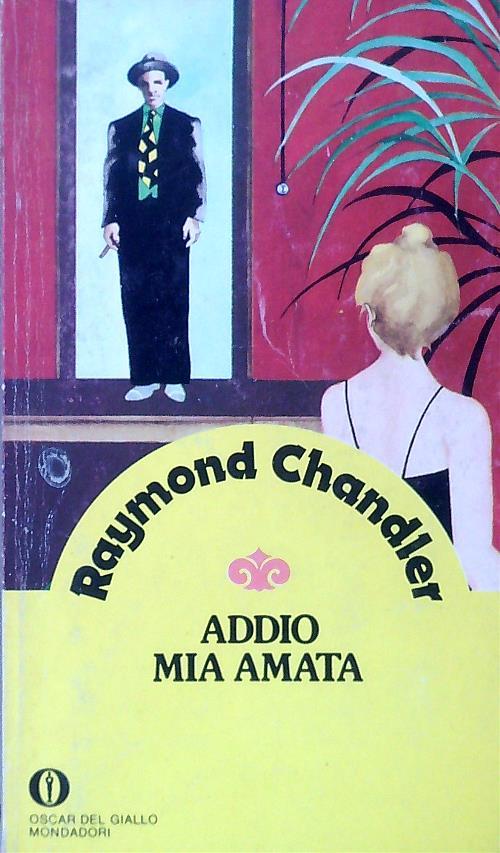 Raymond Chandler
ADDIO
MIA AMATA
OSCAR DEL GIALLO
MONDADORI